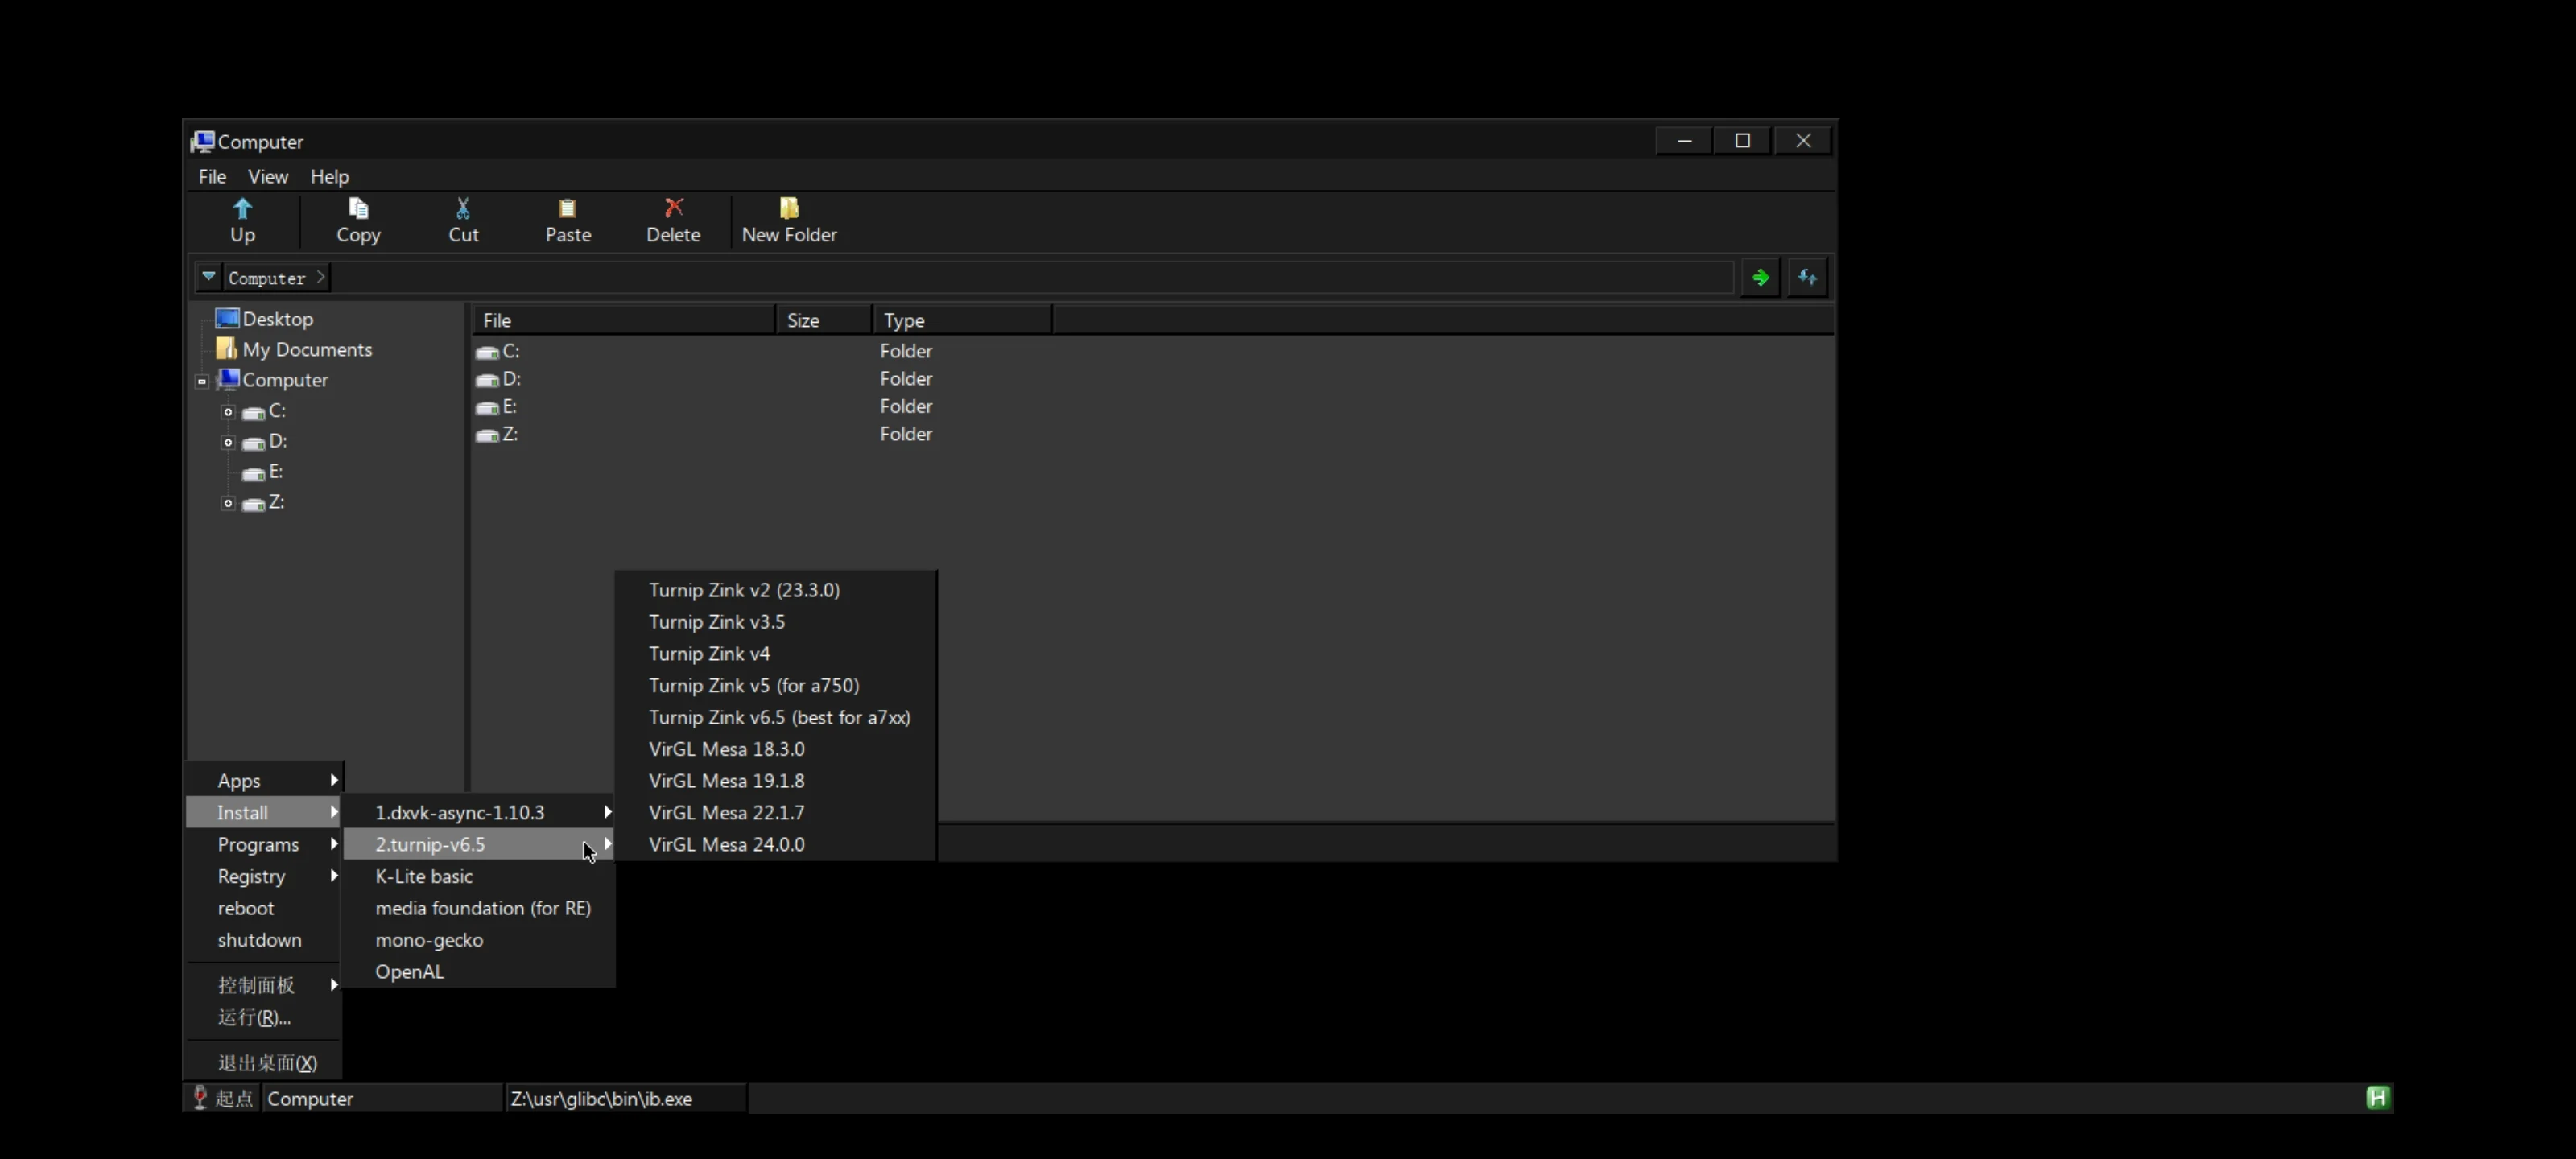 Computer
File View Help
Up Copy Cut Paste Delete New Folder
Computer
Desktop
My Documents
Computer
C:
D:
E:
Z:
File Size Type
C: Folder
D: Folder
E: Folder
Z: Folder
Apps
Install
Programs
Registry
reboot
shutdown
控制面板
运行(R)...
退出桌面(X)
1.dxvk-async-1.10.3
2.turnip-v6.5
K-Lite basic
media foundation (for RE)
mono-gecko
OpenAL
Turnip Zink v2 (23.3.0)
Turnip Zink v3.5
Turnip Zink v4
Turnip Zink v5 (for a750)
Turnip Zink v6.5 (best for a7xx)
VirGL Mesa 18.3.0
VirGL Mesa 19.1.8
VirGL Mesa 22.1.7
VirGL Mesa 24.0.0
起点 Computer Z:\usr\glibc\bin\ib.exe H